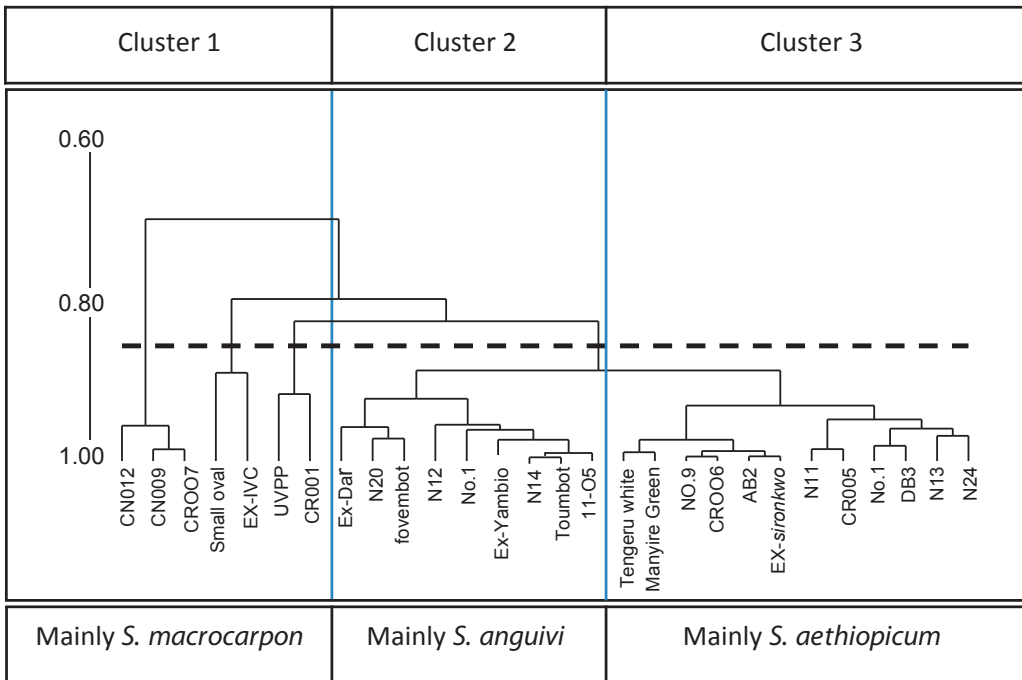 Cluster 1
Cluster 2
Cluster 3
0.60
0.80
1.00
CN012
CN009
CROO7
Small oval
EX-IVC
UVPP
CR001
Ex-Dar
N20
fovembot
N12
No.1
Ex-Yambio
N14
Toumbot
11-O5
Tengeru white
Manyire Green
NO.9
CROO6
AB2
EX-sironkwo
N11
CR005
No.1
DB3
N13
N24
Mainly S. macrocarpon
Mainly S. anguivi
Mainly S. aethiopicum